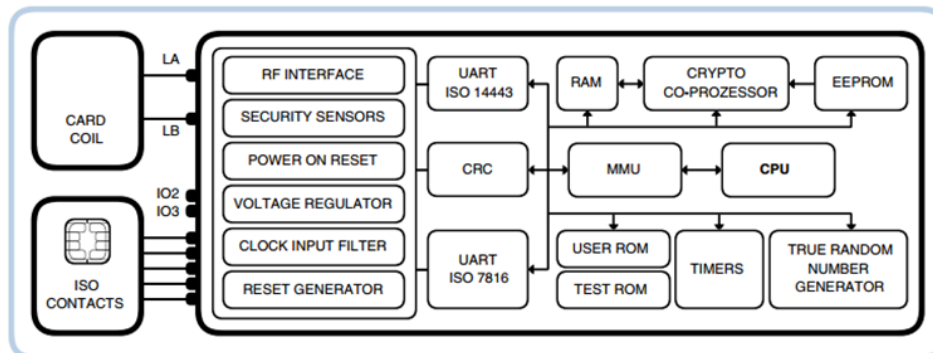 CARD
COIL
LA
LB
IO2
IO3
ISO
CONTACTS
RF INTERFACE
SECURITY SENSORS
POWER ON RESET
VOLTAGE REGULATOR
CLOCK INPUT FILTER
RESET GENERATOR
UART
ISO 14443
CRC
UART
ISO 7816
RAM
CRYPTO
CO-PROZESSOR
EEPROM
MMU
CPU
USER ROM
TEST ROM
TIMERS
TRUE RANDOM
NUMBER
GENERATOR